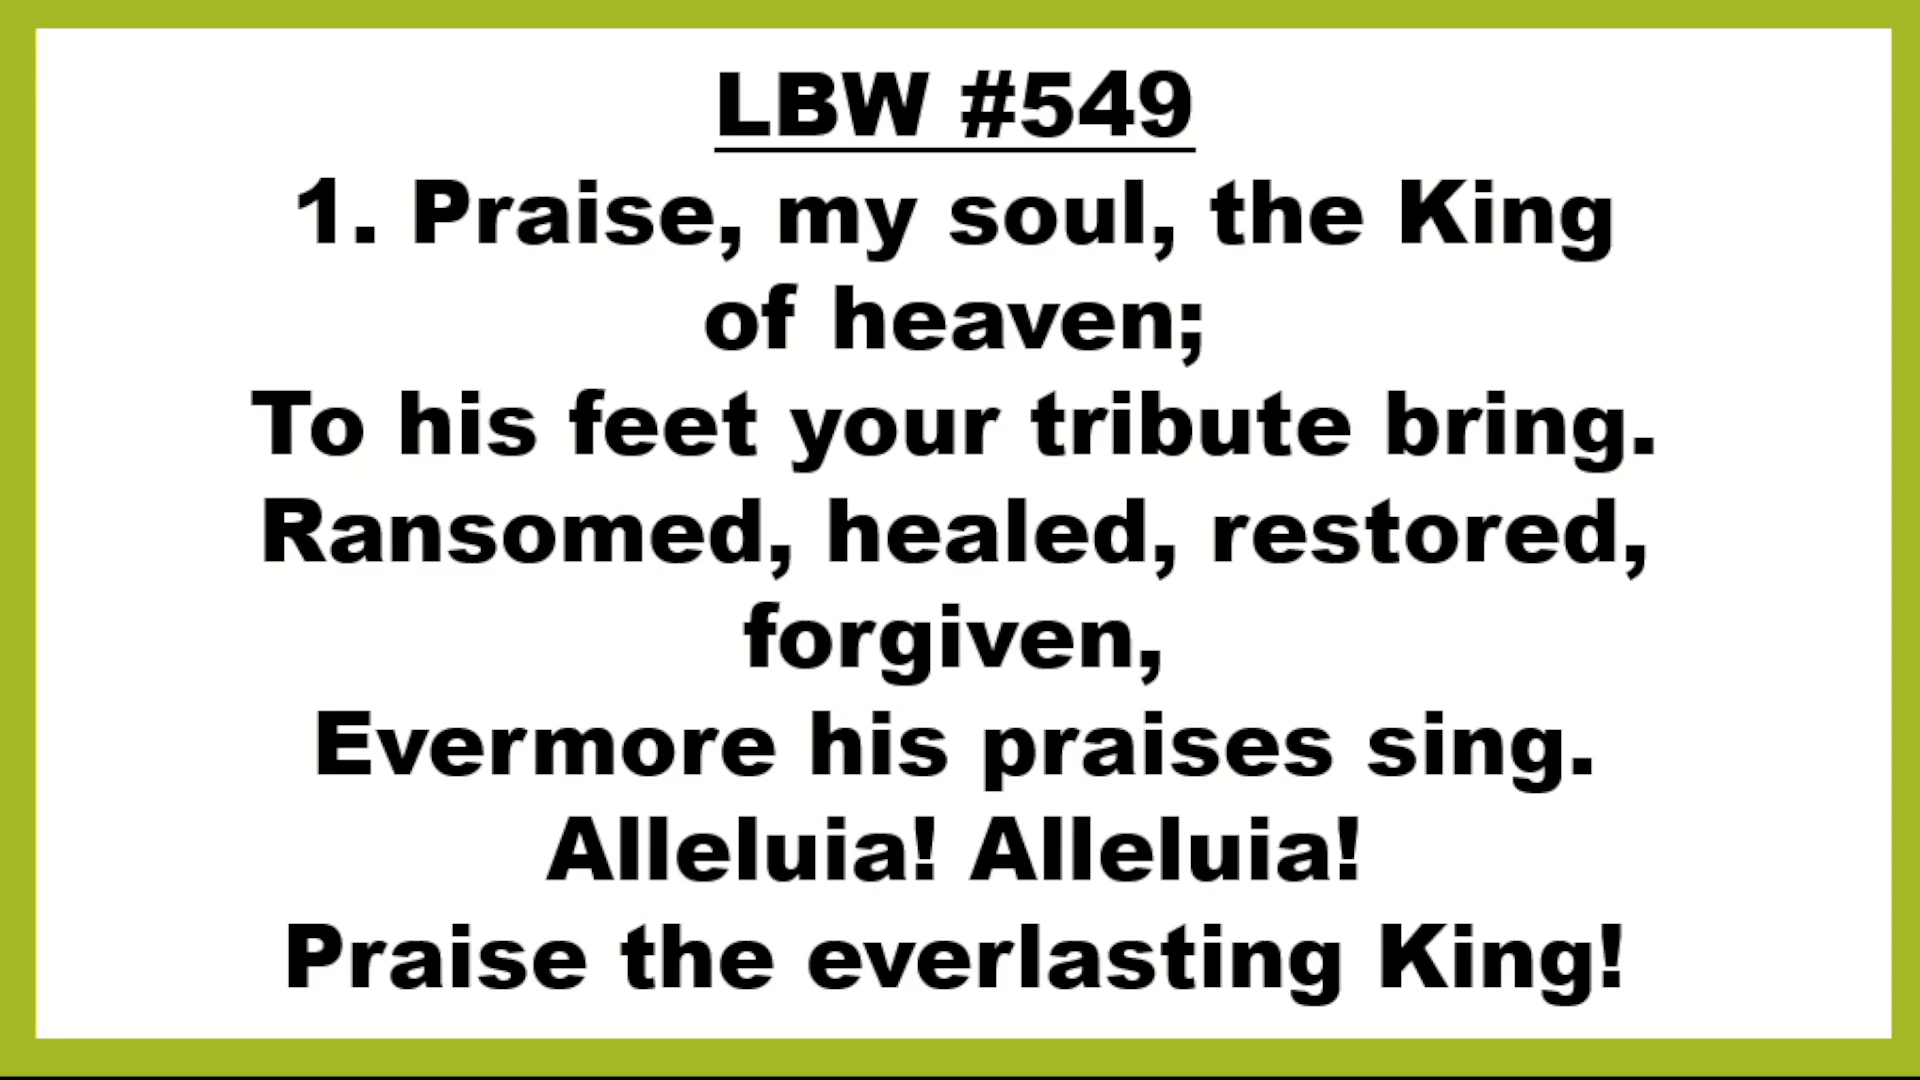 LBW #549
1. Praise, my soul, the King
of heaven;
To his feet your tribute bring.
Ransomed, healed, restored,
forgiven,
Evermore his praises sing.
Alleluia! Alleluia!
Praise the everlasting King!